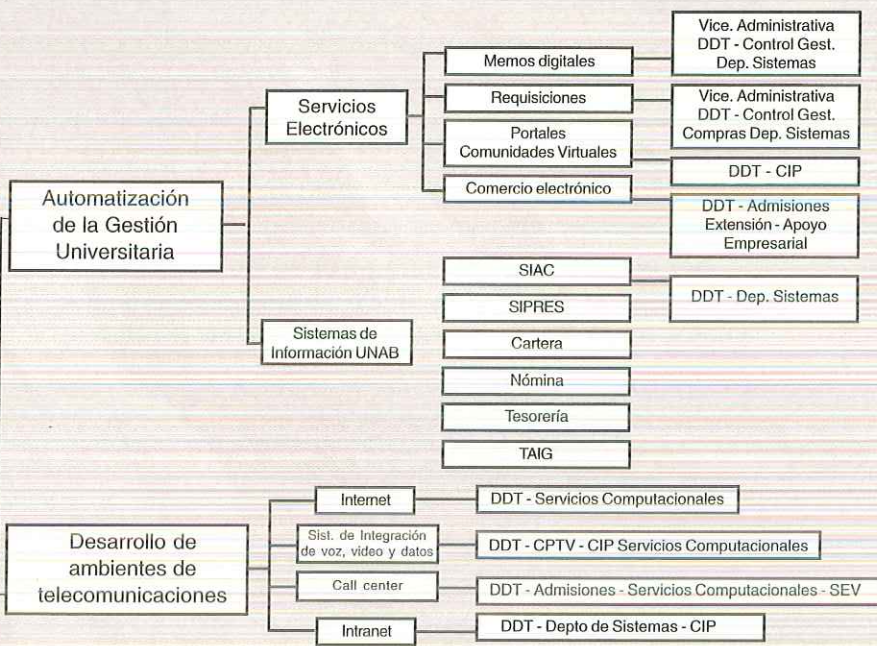 Automatización
de la Gestión
Universitaria
Servicios
Electrónicos
Memos digitales
Vice. Administrativa
DDT - Control Gest.
Dep. Sistemas
Requisiciones
Vice. Administrativa
DDT - Control Gest.
Compras Dep. Sistemas
Portales
Comunidades Virtuales
DDT - CIP
Comercio electrónico
DDT - Admisiones
Extensión - Apoyo
Empresarial
Sistemas de
Información UNAB
SIAC
DDT - Dep. Sistemas
SIPRES
Cartera
Nómina
Tesorería
TAIG
Desarrollo de
ambientes de
telecomunicaciones
Internet
DDT - Servicios Computacionales
Sist. de Integración
de voz, video y datos
DDT - CPTV - CIP Servicios Computacionales
Call center
DDT - Admisiones - Servicios Computacionales - SEV
Intranet
DDT - Depto de Sistemas - CIP